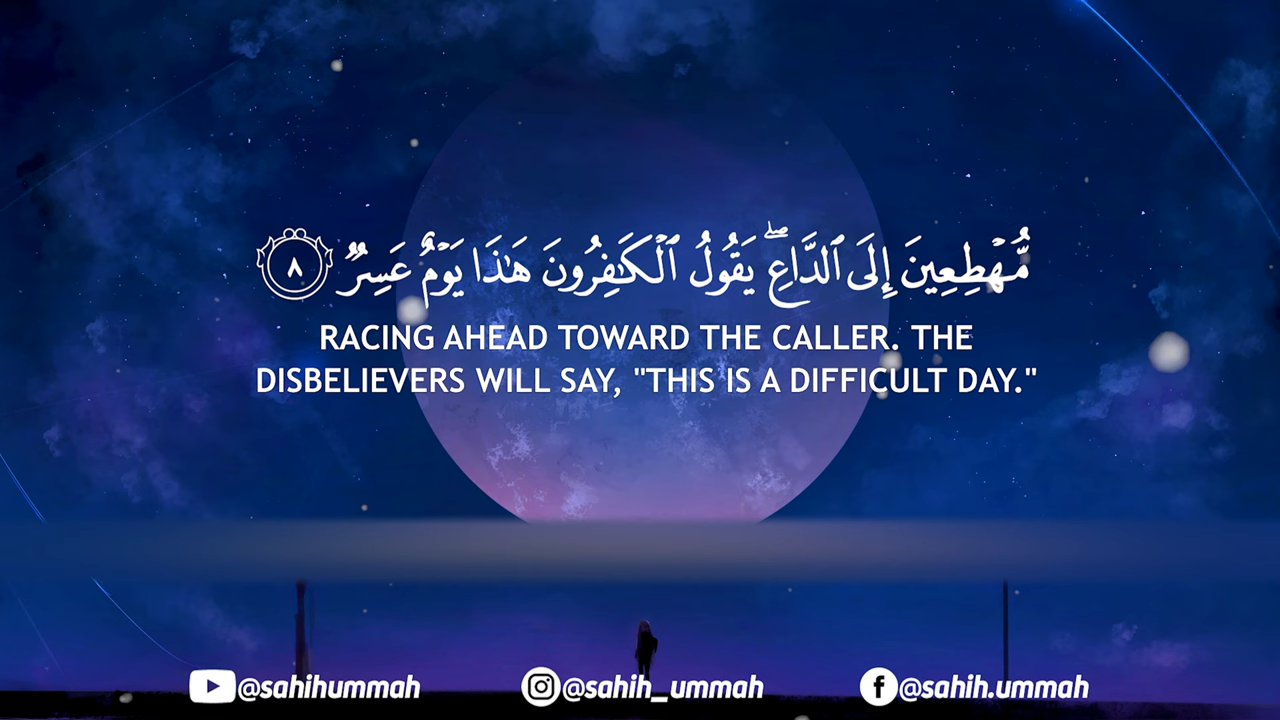 مُّهۡطِعِينَ إِلَى ٱلدَّاعِۖ يَقُولُ ٱلۡكَٰفِرُونَ هَٰذَا يَوۡمٌ عَسِرٞ ٨
RACING AHEAD TOWARD THE CALLER. THE
DISBELIEVERS WILL SAY, "THIS IS A DIFFICULT DAY."
@sahihummah @sahih_ummah @sahih.ummah